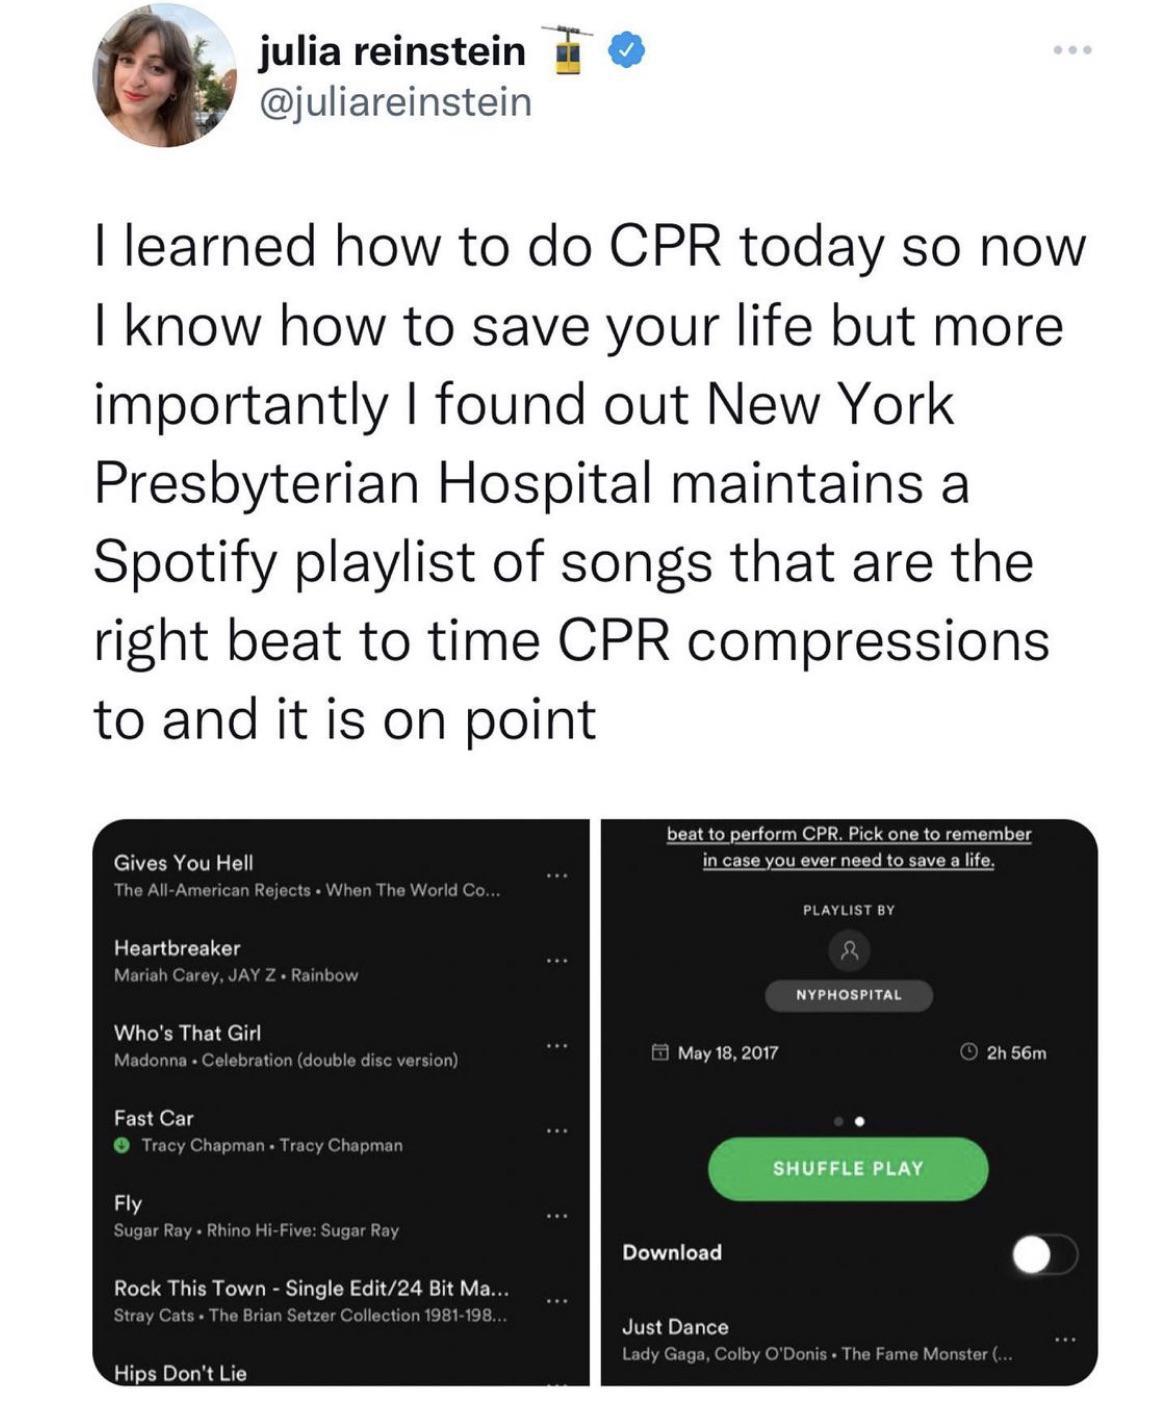 julia reinstein
@juliareinstein
I learned how to do CPR today so now
I know how to save your life but more
importantly I found out New York
Presbyterian Hospital maintains a
Spotify playlist of songs that are the
right beat to time CPR compressions
to and it is on point
Gives You Hell
The All-American Rejects • When The World Co...
Heartbreaker
Mariah Carey, JAY Z • Rainbow
Who's That Girl
Madonna • Celebration (double disc version)
Fast Car
Tracy Chapman • Tracy Chapman
Fly
Sugar Ray • Rhino Hi-Five: Sugar Ray
Rock This Town - Single Edit/24 Bit Ma...
Stray Cats • The Brian Setzer Collection 1981-198...
Hips Don't Lie
beat to perform CPR. Pick one to remember
in case you ever need to save a life.
PLAYLIST BY
NYPHOSPITAL
May 18, 2017
2h 56m
SHUFFLE PLAY
Download
Just Dance
Lady Gaga, Colby O'Donis • The Fame Monster (...